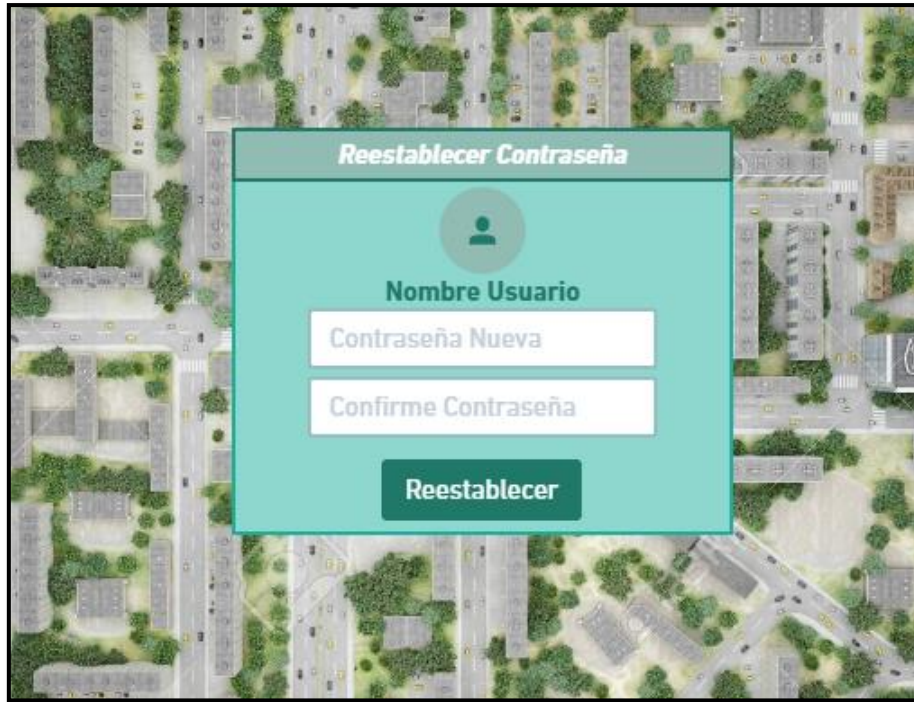 Reestablecer Contraseña
Nombre Usuario
Contraseña Nueva
Confirme Contraseña
Reestablecer